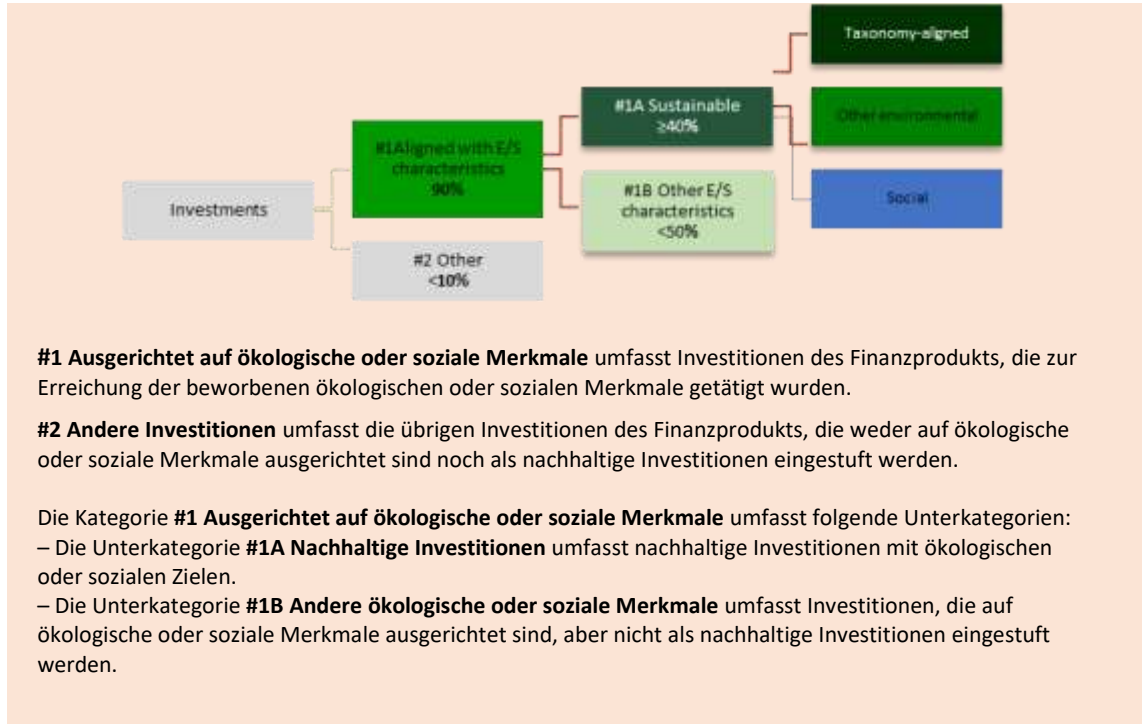 Taxonomy-aligned
#1A Sustainable
≥40%
Other environmental
#1Aligned with E/S
characteristics
90%
#1B Other E/S
characteristics
<50%
Social
Investments
#2 Other
<10%
#1 Ausgerichtet auf ökologische oder soziale Merkmale umfasst Investitionen des Finanzprodukts, die zur
Erreichung der beworbenen ökologischen oder sozialen Merkmale getätigt wurden.
#2 Andere Investitionen umfasst die übrigen Investitionen des Finanzprodukts, die weder auf ökologische
oder soziale Merkmale ausgerichtet sind noch als nachhaltige Investitionen eingestuft werden.
Die Kategorie #1 Ausgerichtet auf ökologische oder soziale Merkmale umfasst folgende Unterkategorien:
– Die Unterkategorie #1A Nachhaltige Investitionen umfasst nachhaltige Investitionen mit ökologischen
oder sozialen Zielen.
– Die Unterkategorie #1B Andere ökologische oder soziale Merkmale umfasst Investitionen, die auf
ökologische oder soziale Merkmale ausgerichtet sind, aber nicht als nachhaltige Investitionen eingestuft
werden.